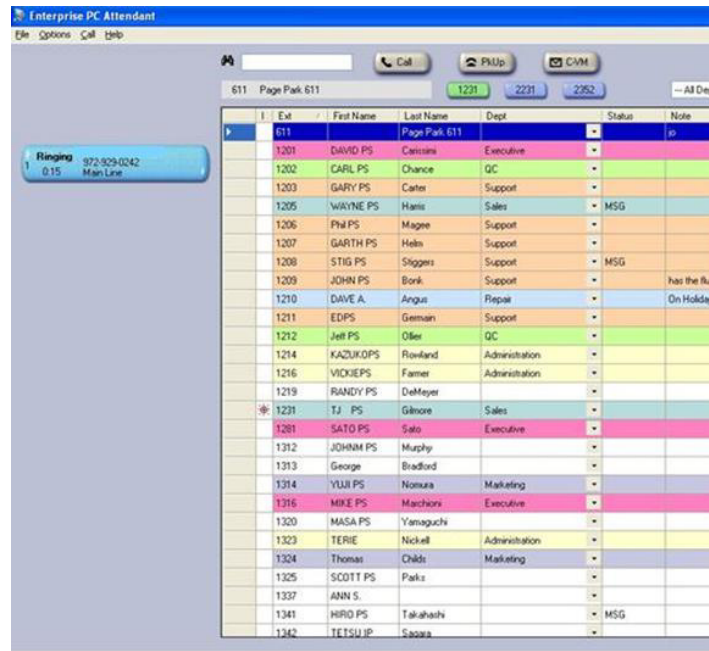 Enterprise PC Attendant
File Options Call Help
Call PkUp C-VM
611 Page Park 611 1231 2231 2352 -- All De
I Ext / First Name Last Name Dept Status Note
611 Page Park 611 jo
1201 DAVID PS Carissimi Executive
1202 CARL PS Chance QC
1203 GARY PS Carter Support
1205 WAYNE PS Harris Sales MSG
1206 Phil PS Magee Support
1207 GARTH PS Helm Support
1208 STIG PS Stiggers Support MSG
1209 JOHN PS Bonk Support has the flu
1210 DAVE A. Angus Repair On Holida
1211 EDPS Germain Support
1212 Jeff PS Ollier QC
1214 KAZUKOPS Rowland Administration
1216 VICKIEPS Farmer Administration
1219 RANDY PS DeMeyer
1231 TJ PS Gilmore Sales
1281 SATO PS Sato Executive
1312 JOHNM PS Murphy
1313 George Bradford
1314 YUJI PS Nomura Marketing
1316 MIKE PS Marchioni Executive
1320 MASA PS Yamaguchi
1323 TERIE Nickell Administration
1324 Thomas Childs Marketing
1325 SCOTT PS Parks
1337 ANN S.
1341 HIRO PS Takahashi MSG
1342 TETSU JP Sagara
1 Ringing 972-929-0242
0:15 Main Line